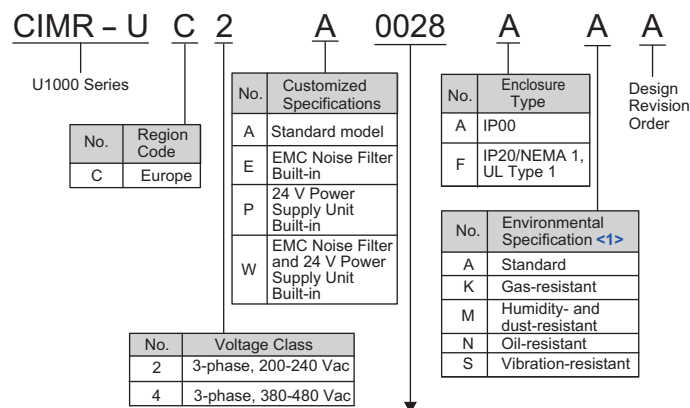 CIMR – U C 2 A 0028 A A A
U1000 Series
No. Region Code
C Europe
No. Customized Specifications
A Standard model
E EMC Noise Filter Built-in
P 24 V Power Supply Unit Built-in
W EMC Noise Filter and 24 V Power Supply Unit Built-in
No. Enclosure Type
A IP00
F IP20/NEMA 1, UL Type 1
Design Revision Order
No. Environmental Specification <1>
A Standard
K Gas-resistant
M Humidity- and dust-resistant
N Oil-resistant
S Vibration-resistant
No. Voltage Class
2 3-phase, 200-240 Vac
4 3-phase, 380-480 Vac